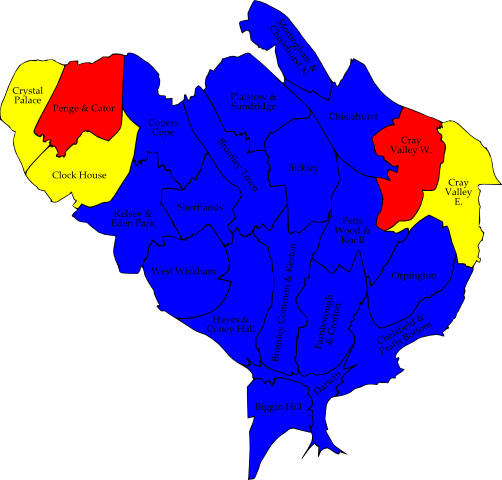 Mottingham &
Chislehurst N.
Crystal
Palace
Penge & Cator
Plaistow &
Sundridge
Chislehurst
Copers
Cope
Cray
Valley W.
Bromley Town
Bickley
Clock House
Cray
Valley
E.
Shortlands
Kelsey &
Eden Park
Petts
Wood &
Knoll
West Wickham
Orpington
Bromley Common & Keston
Farnborough
& Crofton
Hayes &
Coney Hall
Chelsfield &
Pratts Bottom
Darwin
Biggin Hill